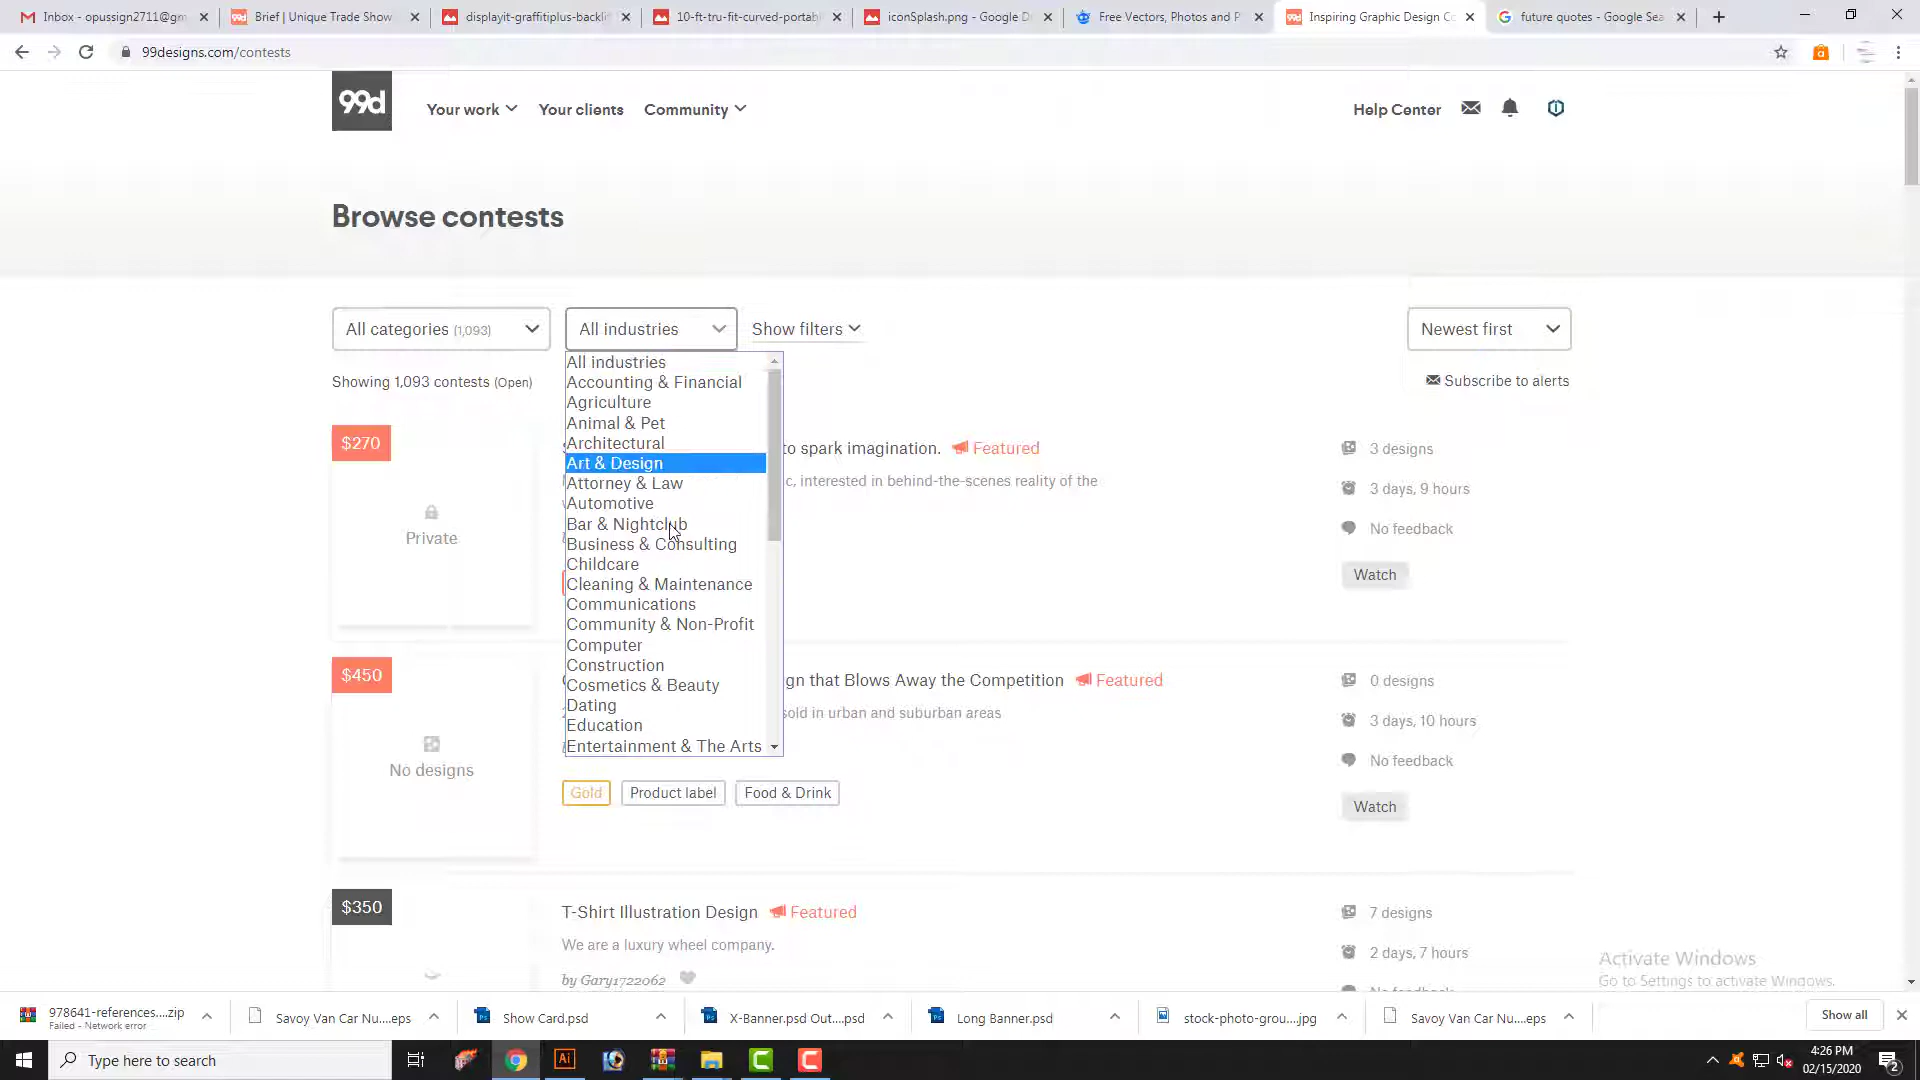 Inbox - opussign2711@gm
Brief | Unique Trade Show
displayit-graffitiplus-backli
10-ft-tru-fit-curved-portabl
iconSplash.png - Google D
Free Vectors, Photos and P
Inspiring Graphic Design Co
future quotes - Google Sea
99designs.com/contests
99d
Your work
Your clients
Community
Help Center
Browse contests
All categories (1,093)
All industries
Show filters
Newest first
Showing 1,093 contests (Open)
Subscribe to alerts
All industries
Accounting & Financial
Agriculture
Animal & Pet
Architectural
Art & Design
Attorney & Law
Automotive
Bar & Nightclub
Business & Consulting
Childcare
Cleaning & Maintenance
Communications
Community & Non-Profit
Computer
Construction
Cosmetics & Beauty
Dating
Education
Entertainment & The Arts
$270
Private
to spark imagination. Featured
c, interested in behind-the-scenes reality of the
3 designs
3 days, 9 hours
No feedback
Watch
$450
No designs
gn that Blows Away the Competition Featured
sold in urban and suburban areas
Gold
Product label
Food & Drink
0 designs
3 days, 10 hours
No feedback
Watch
$350
T-Shirt Illustration Design Featured
We are a luxury wheel company.
by Gary1722062
7 designs
2 days, 7 hours
No feedback
Activate Windows
Go to Settings to activate Windows.
978641-references....zip
Failed - Network error
Savoy Van Car Nu....eps
Show Card.psd
X-Banner.psd Out....psd
Long Banner.psd
stock-photo-grou....jpg
Savoy Van Car Nu....eps
Show all
Type here to search
Ai
4:26 PM
02/15/2020
2